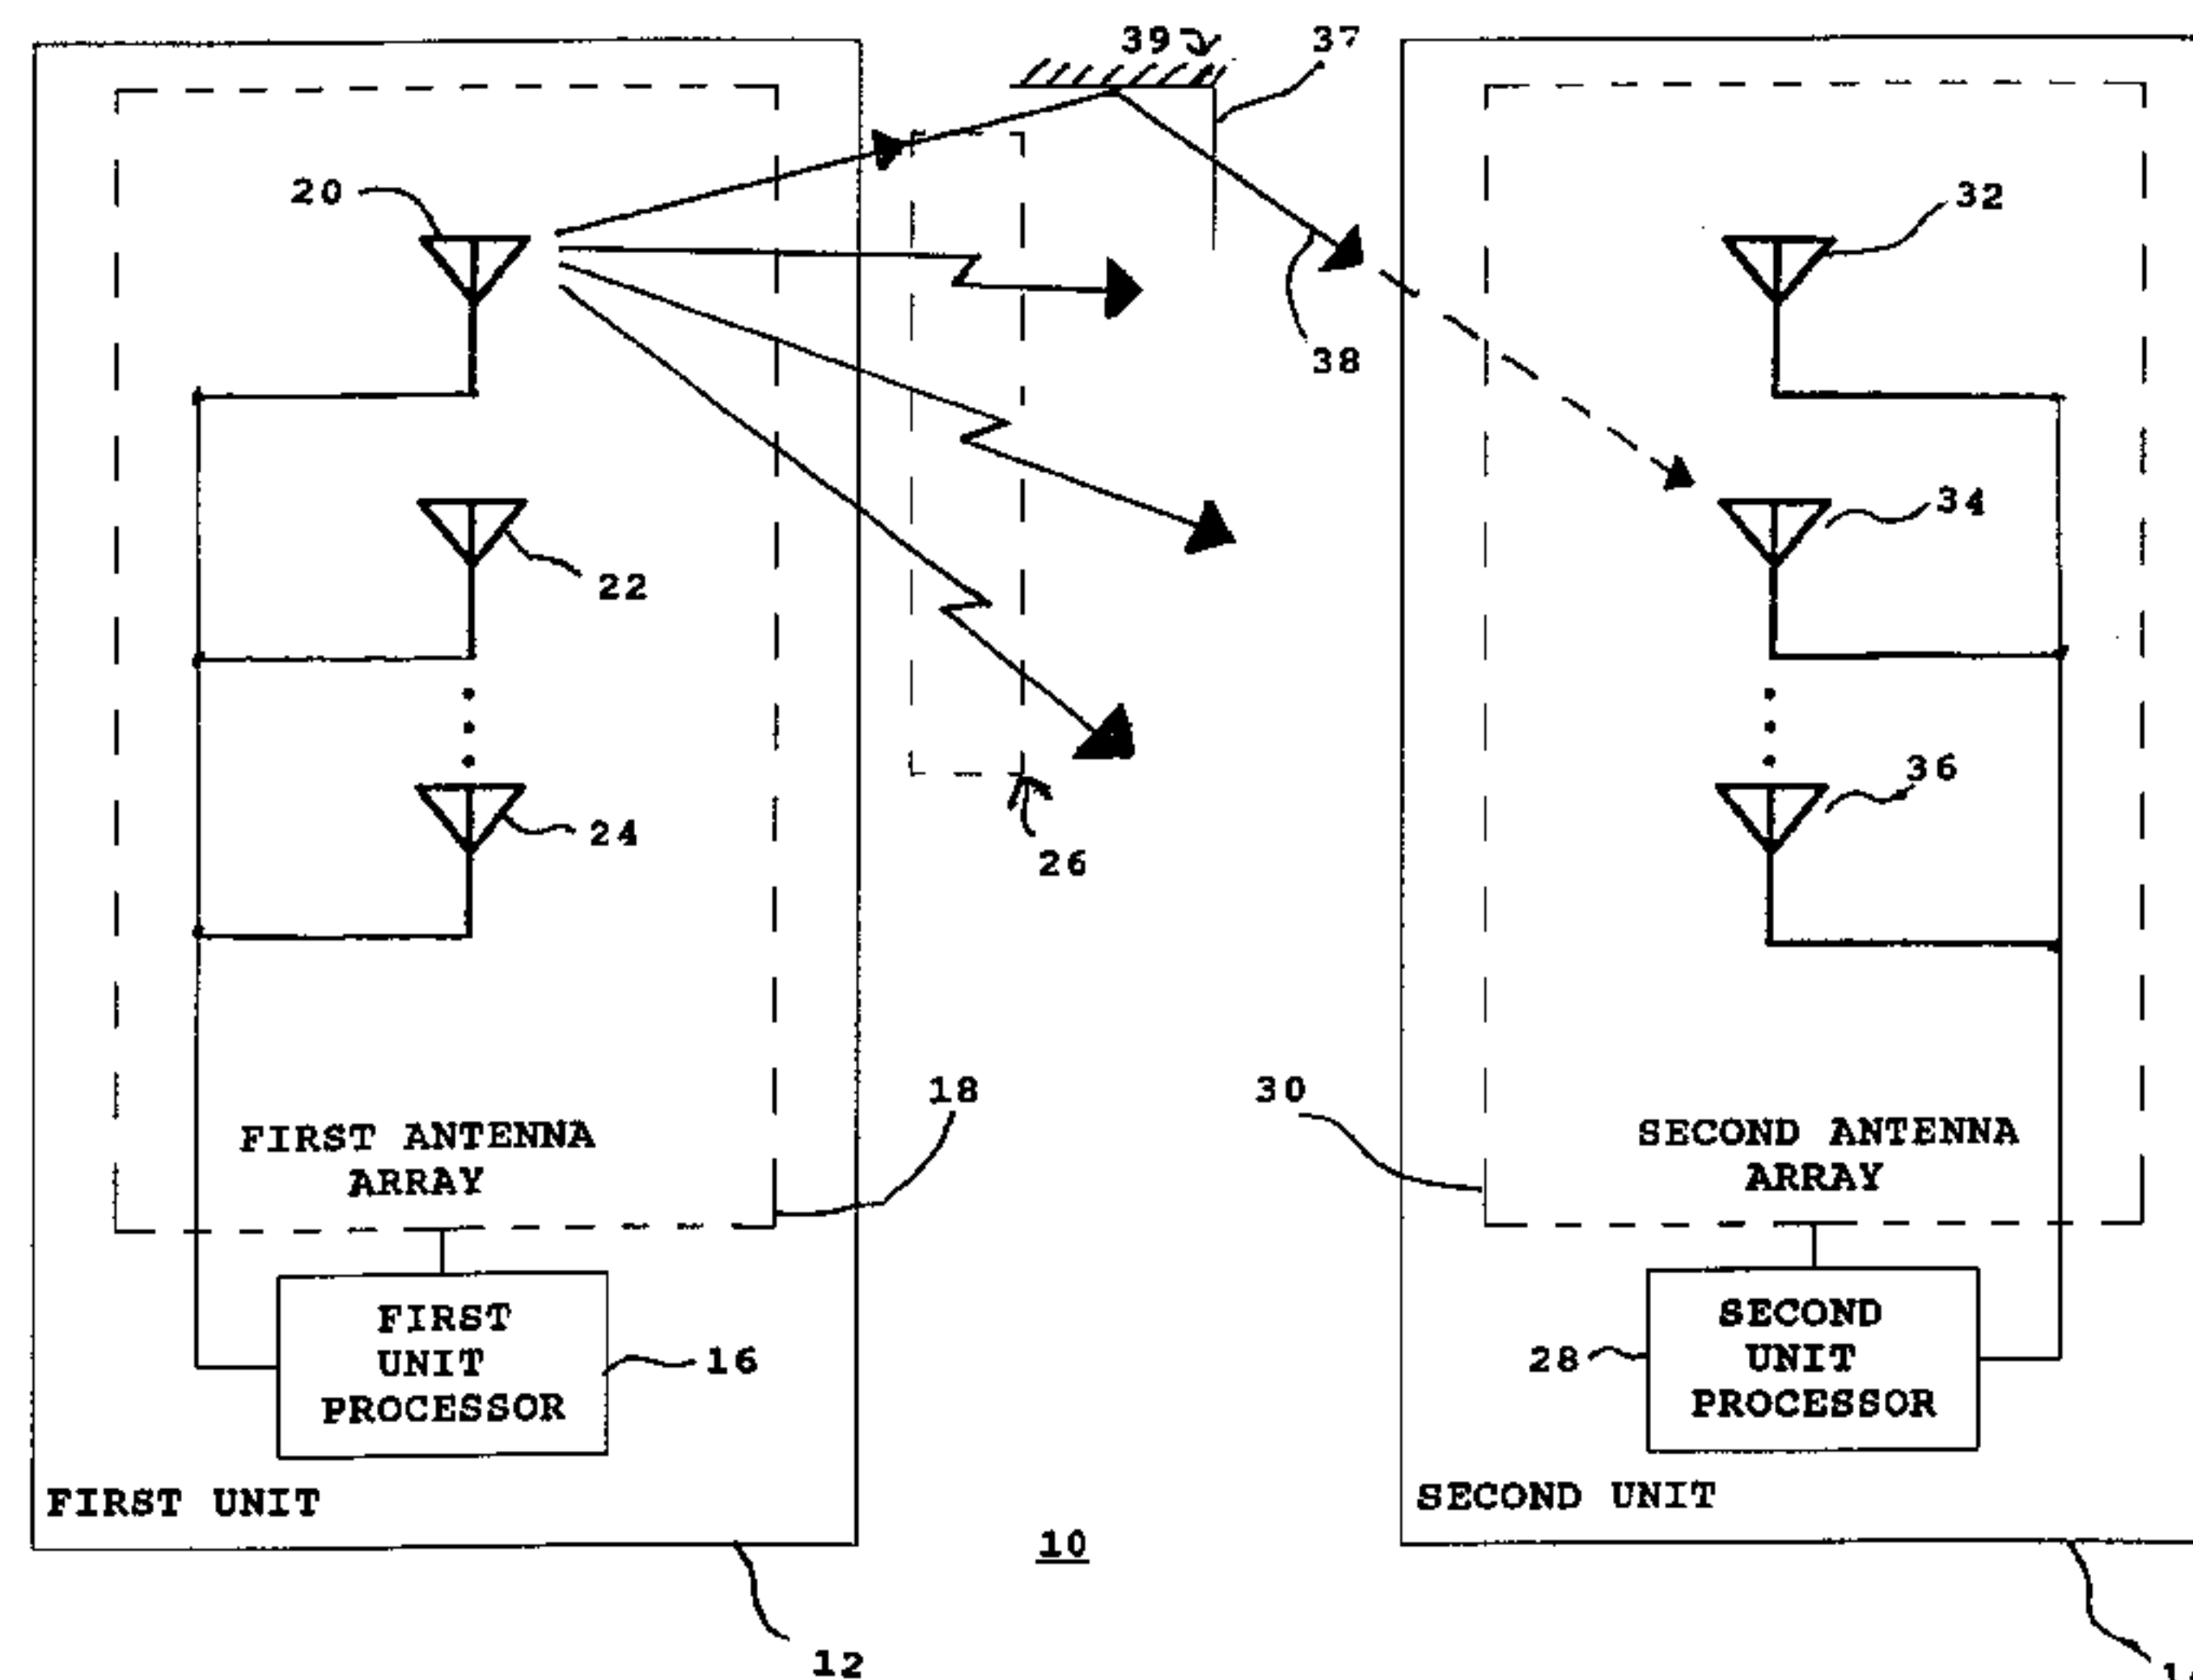 39
37
20
32
38
34
22
36
24
26
18
30
FIRST ANTENNA
ARRAY
SECOND ANTENNA
ARRAY
FIRST
UNIT
PROCESSOR
16
28
SECOND
UNIT
PROCESSOR
FIRST UNIT
SECOND UNIT
10
12